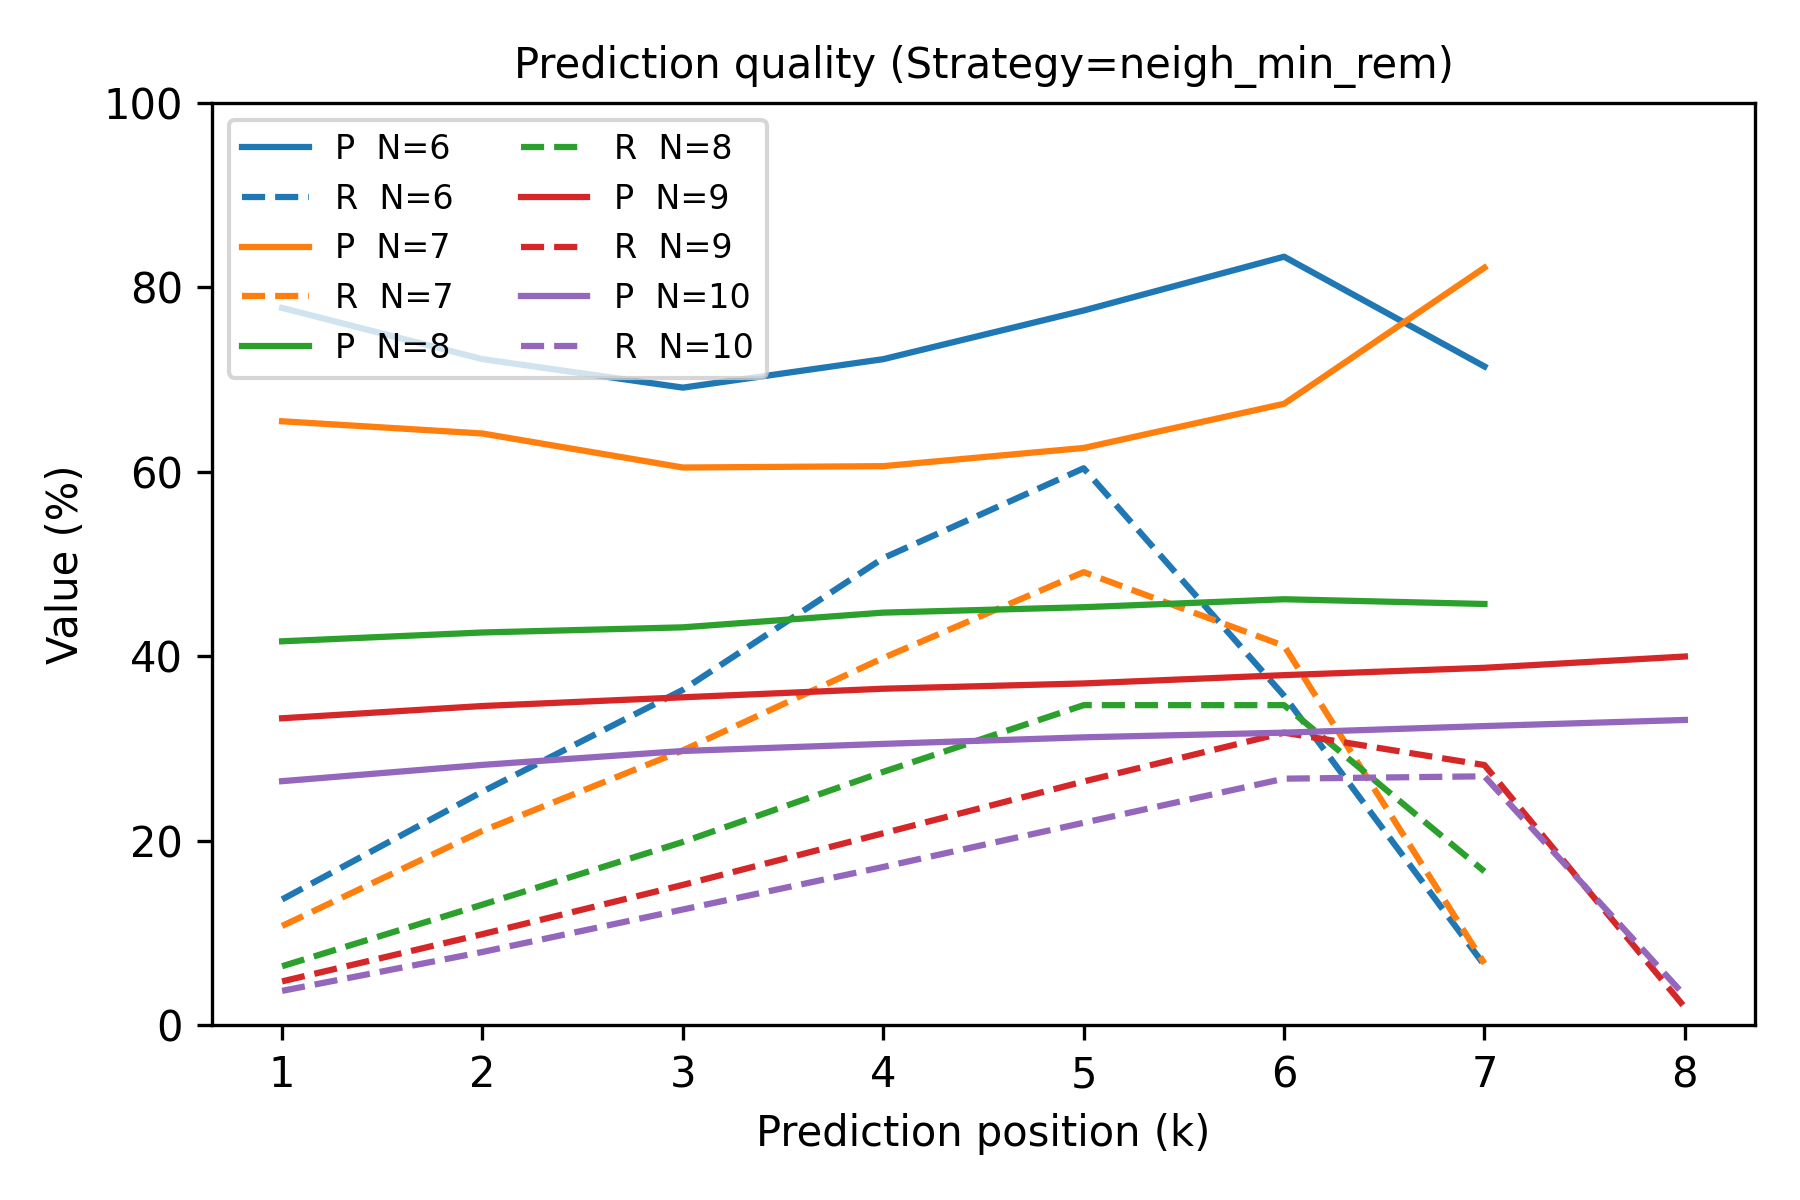 Prediction quality (Strategy=neigh_min_rem)
100
80
60
40
20
0
Value (%)
P N=6
R N=6
P N=7
R N=7
P N=8
R N=8
P N=9
R N=9
P N=10
R N=10
1 2 3 4 5 6 7 8
Prediction position (k)